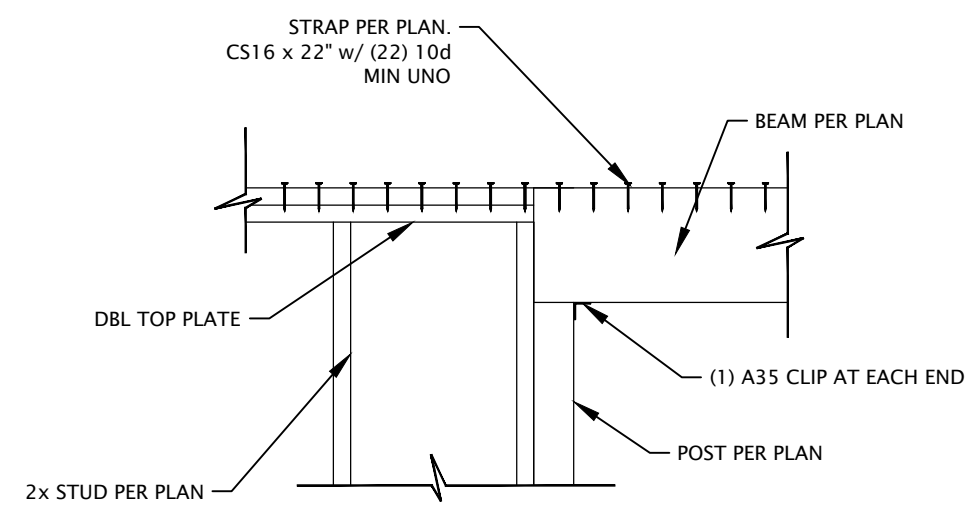 STRAP PER PLAN.
CS16 x 22" w/ (22) 10d
MIN UNO
BEAM PER PLAN
DBL TOP PLATE
(1) A35 CLIP AT EACH END
POST PER PLAN
2x STUD PER PLAN